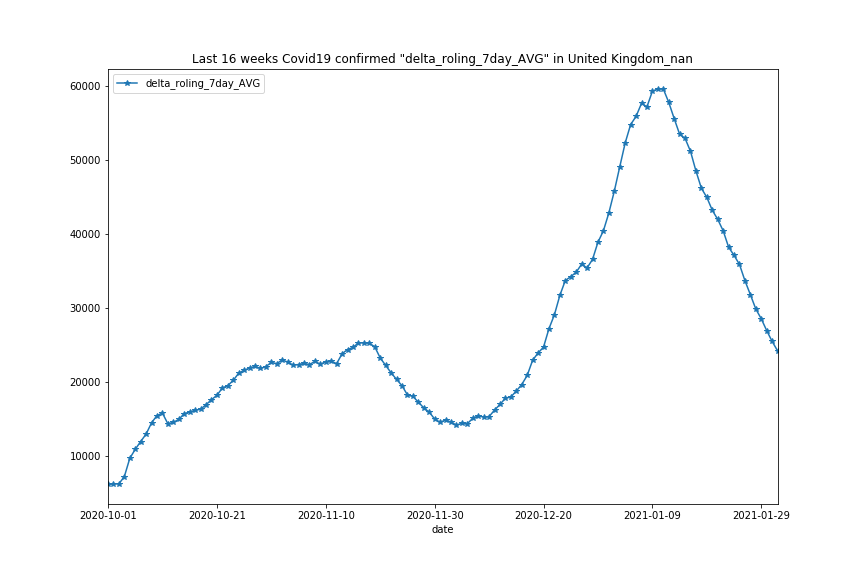 Last 16 weeks Covid19 confirmed "delta_roling_7day_AVG" in United Kingdom_nan
delta_roling_7day_AVG
60000
50000
40000
30000
20000
10000
2020-10-01 2020-10-21 2020-11-10 2020-11-30 2020-12-20 2021-01-09 2021-01-29
date